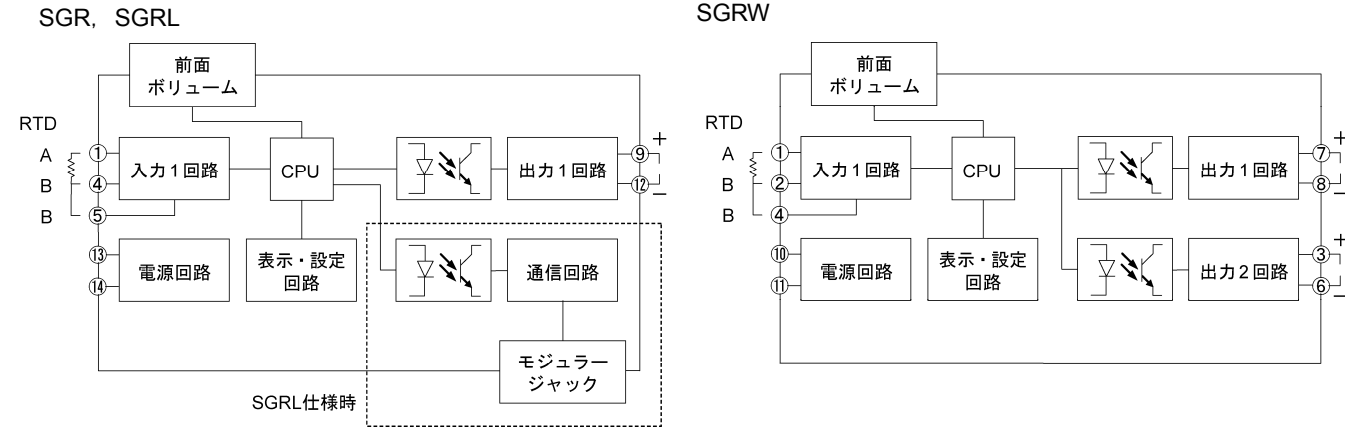 SGR, SGRL
前面
ボリューム
RTD
A
B
B
①
④
⑤
⑬
⑭
入力1回路
CPU
出力1回路
⑨
⑫
+
−
電源回路
表示・設定
回路
通信回路
モジュラー
ジャック
SGRL仕様時
SGRW
前面
ボリューム
RTD
A
B
B
①
②
④
⑩
⑪
入力1回路
CPU
出力1回路
⑦
⑧
+
−
電源回路
表示・設定
回路
出力2回路
③
⑥
+
−